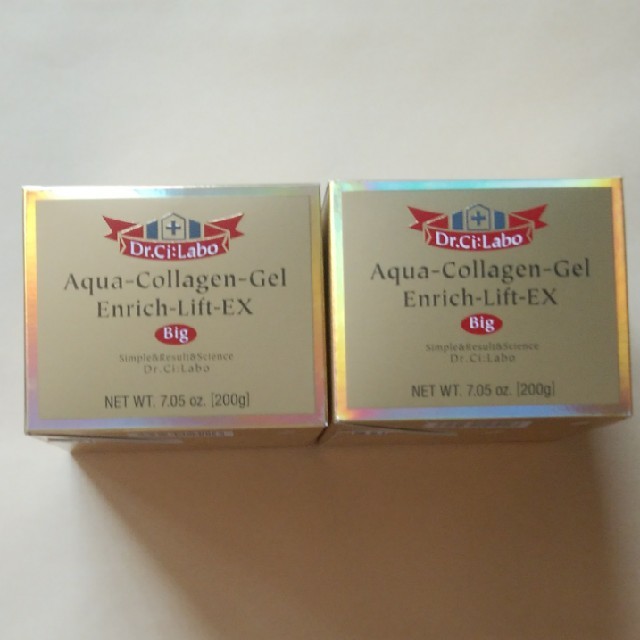 Dr.Ci:Labo
Aqua-Collagen-Gel
Enrich-Lift-EX
Big
Simple&Result&Science
Dr.Ci:Labo
NET WT. 7.05 oz. [200g]
Dr.Ci:Labo
Aqua-Collagen-Gel
Enrich-Lift-EX
Big
Simple&Result&Science
Dr.Ci:Labo
NET WT. 7.05 oz. [200g]